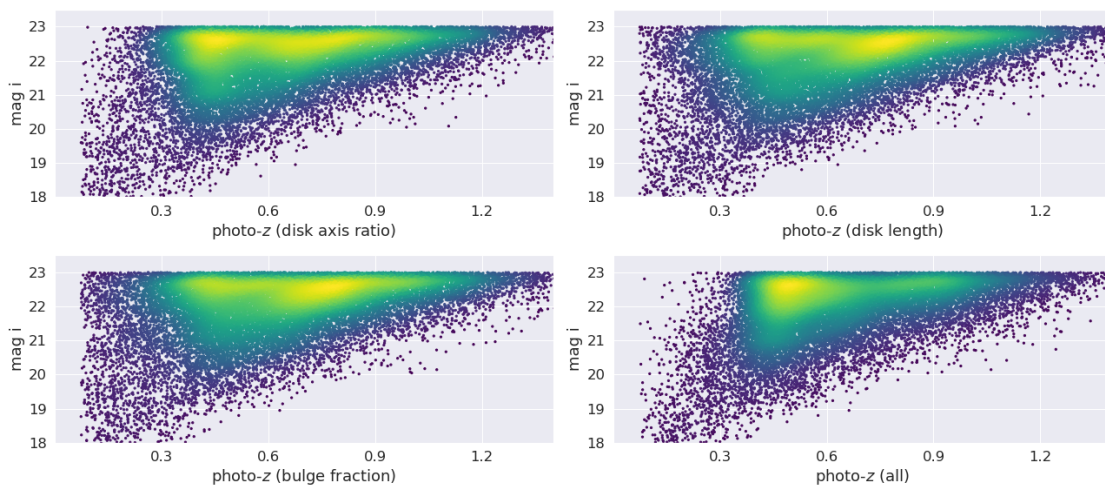 23
22
21
20
19
18
mag i
0.3 0.6 0.9 1.2
photo-z (disk axis ratio)
23
22
21
20
19
18
mag i
0.3 0.6 0.9 1.2
photo-z (disk length)
23
22
21
20
19
18
mag i
0.3 0.6 0.9 1.2
photo-z (bulge fraction)
23
22
21
20
19
18
mag i
0.3 0.6 0.9 1.2
photo-z (all)